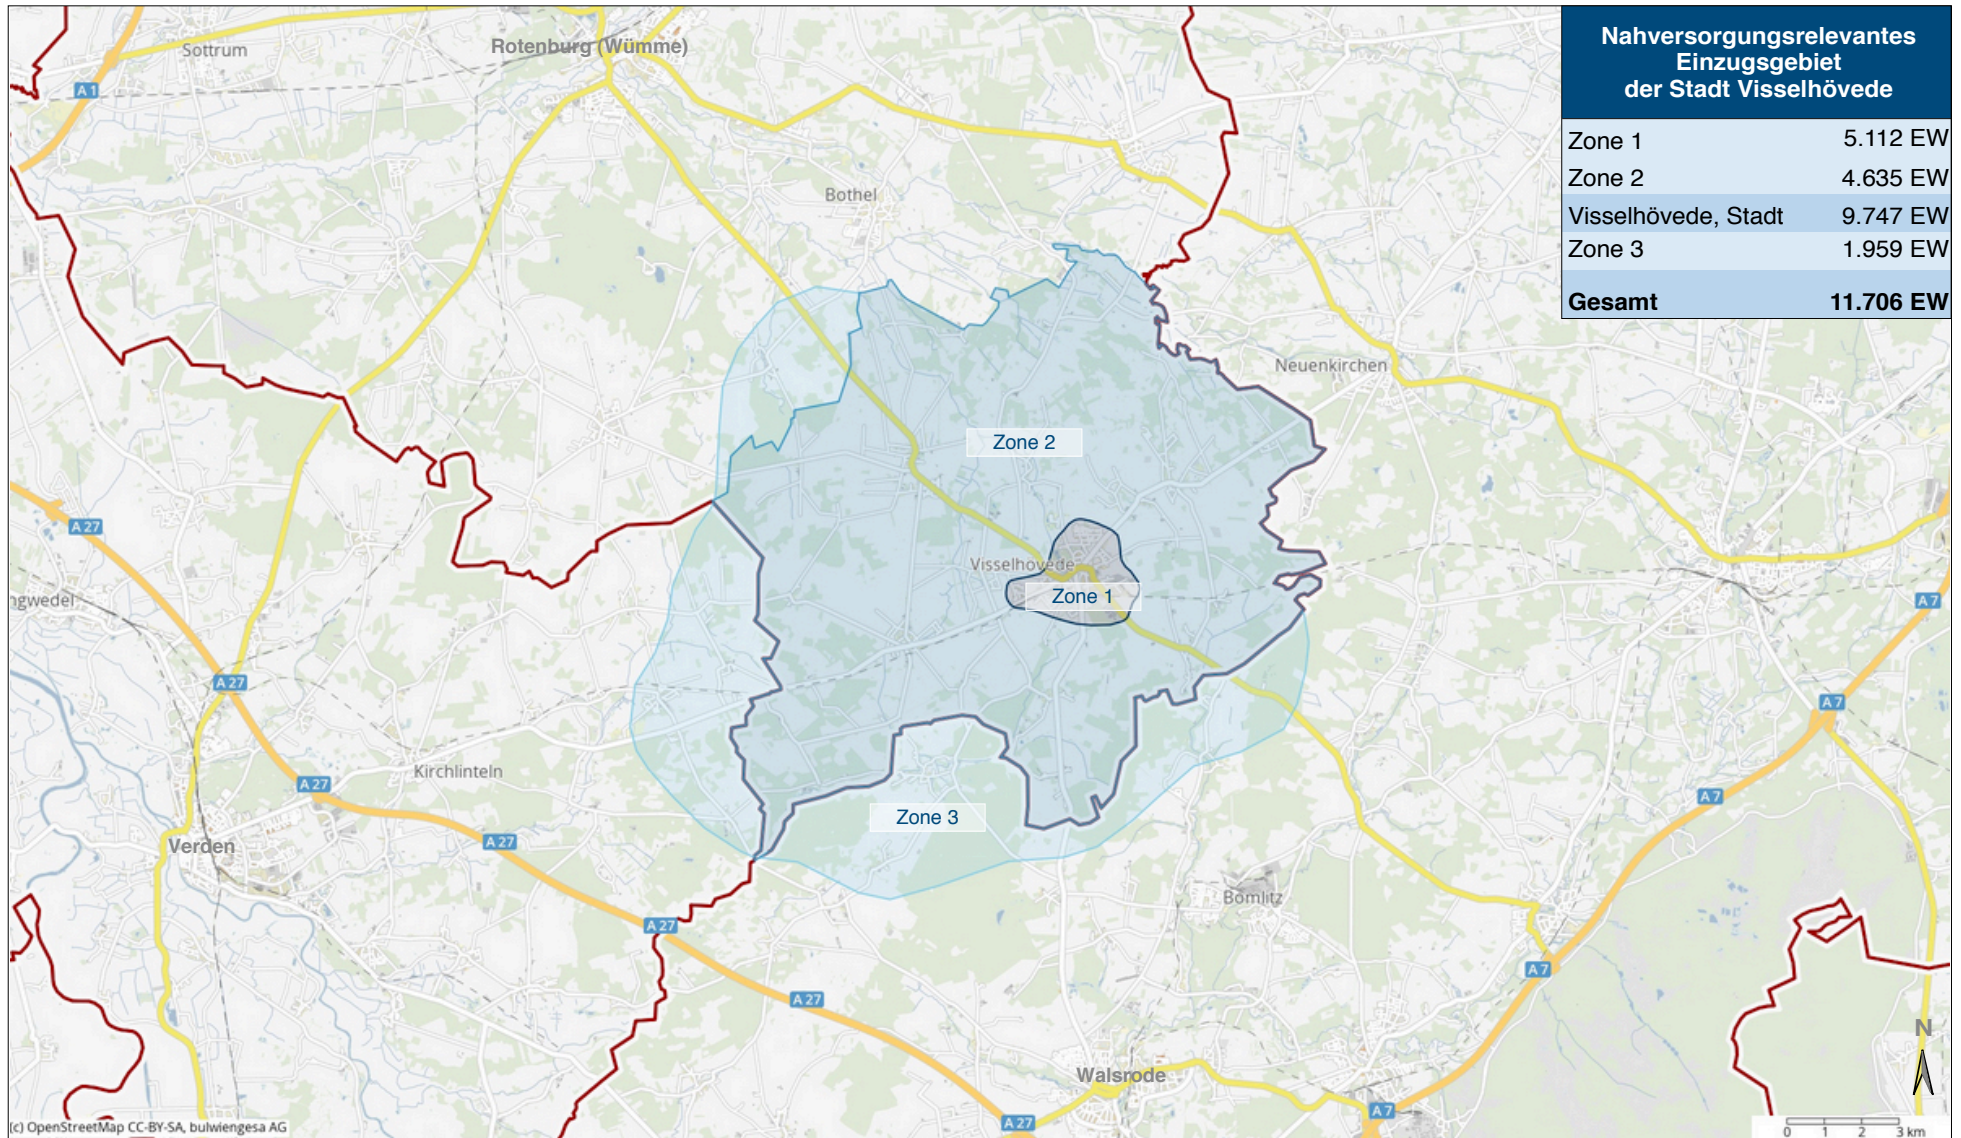 Nahversorgungsrelevantes
Einzugsgebiet
der Stadt Visselhövede
Zone 1 5.112 EW
Zone 2 4.635 EW
Visselhövede, Stadt 9.747 EW
Zone 3 1.959 EW
Gesamt 11.706 EW
Sottrum
Rotenburg (Wümme)
A 1
Bothel
Neuenkirchen
Zone 2
A 27
Visselhövede
Zone 1
ngwedel
A 7
A 27
A 7
Kirchlinteln
A 27
A 7
Zone 3
A 27
Verden
Bomlitz
A 27
A 7
A 27
N
Walsrode
A 7
A 27
(c) OpenStreetMap CC-BY-SA, bulwiengesa AG
0 1 2 3 km